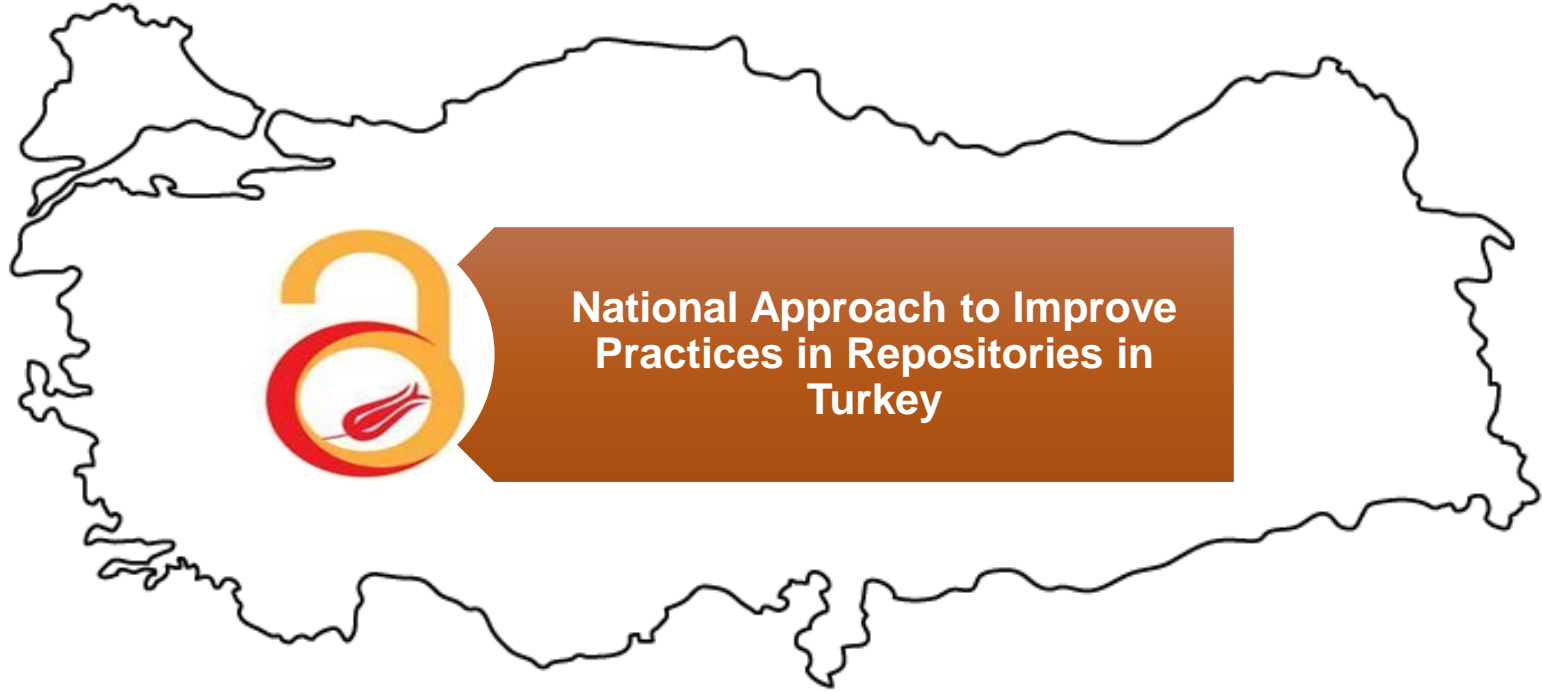 National Approach to Improve
Practices in Repositories in
Turkey